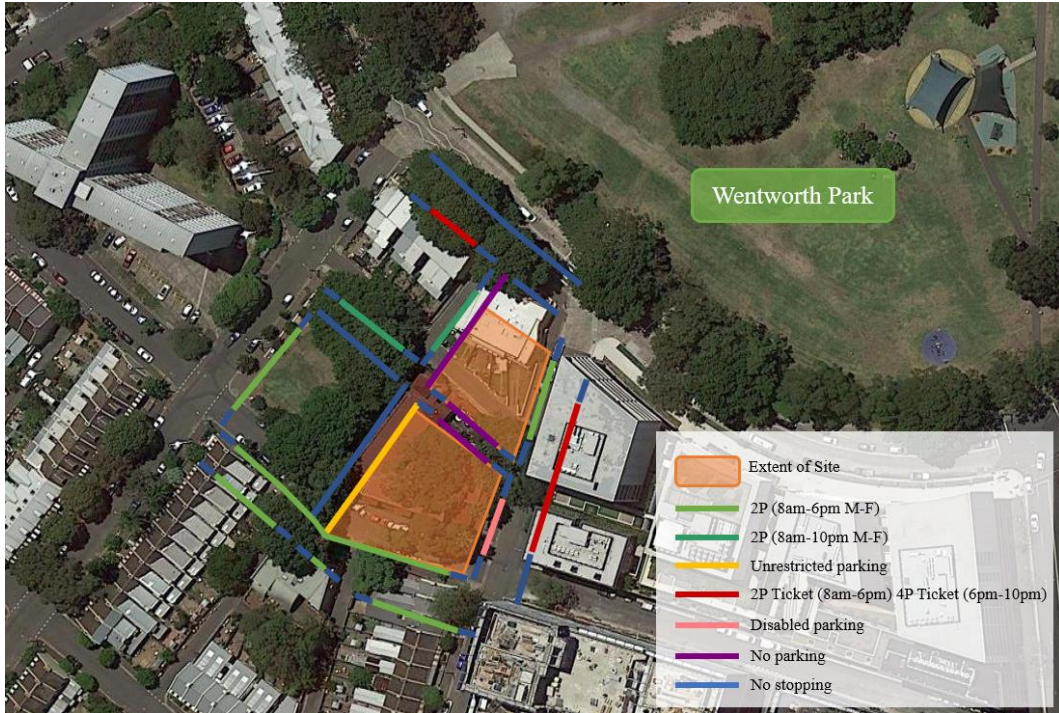 Wentworth Park
Extent of Site
2P (8am-6pm M-F)
2P (8am-10pm M-F)
Unrestricted parking
2P Ticket (8am-6pm) 4P Ticket (6pm-10pm)
Disabled parking
No parking
No stopping